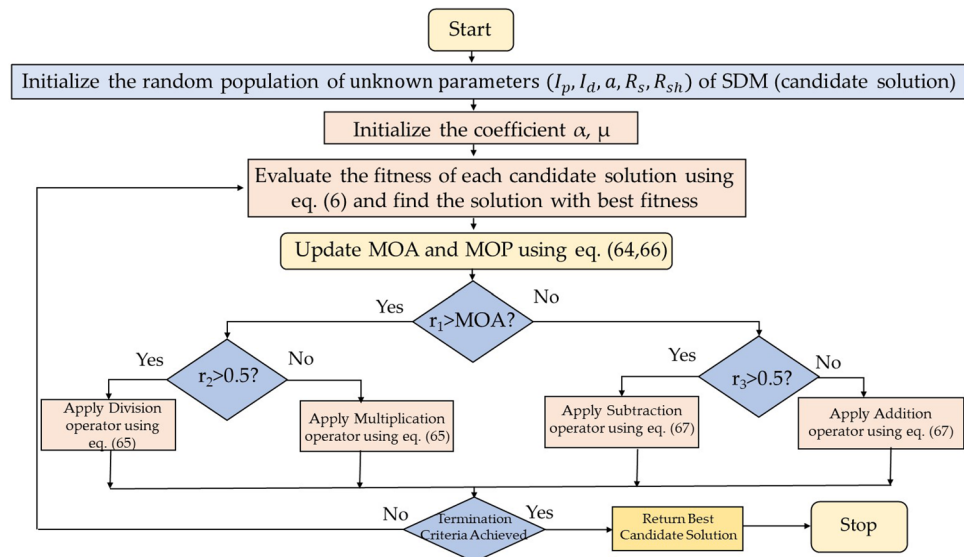 Start
Initialize the random population of unknown parameters (I_p, I_d, a, R_s, R_sh) of SDM (candidate solution)
Initialize the coefficient α, μ
Evaluate the fitness of each candidate solution using
eq. (6) and find the solution with best fitness
Update MOA and MOP using eq. (64,66)
Yes
No
r₁>MOA?
Yes
r₂>0.5?
No
Yes
r₃>0.5?
No
Apply Division
operator using
eq. (65)
Apply Multiplication
operator using eq. (65)
Apply Subtraction
operator using eq. (67)
Apply Addition
operator using eq. (67)
No
Termination
Criteria Achieved
Yes
Return Best
Candidate Solution
Stop